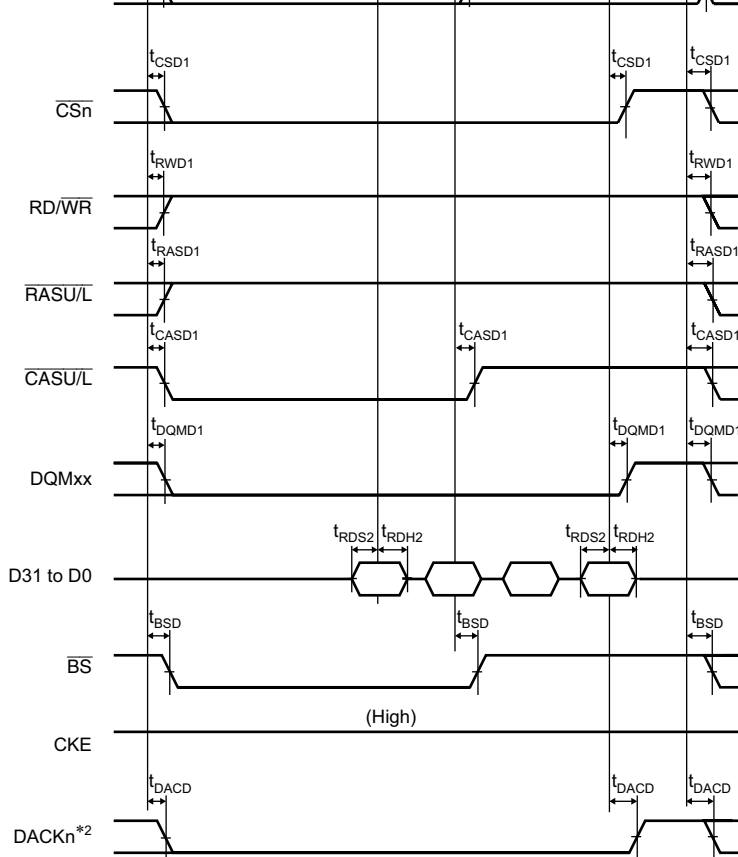 tCSD1 tCSD1 tCSD1
CSn
tRWD1 tRWD1
RD/WR
tRASD1 tRASD1
RASU/L
tCASD1 tCASD1 tCASD1
CASU/L
tDQMD1 tDQMD1 tDQMD1
DQMxx
tRDS2 tRDH2 tRDS2 tRDH2
D31 to D0
tBSD tBSD tBSD
BS
(High)
CKE
tDACD tDACD tDACD
DACKn*2